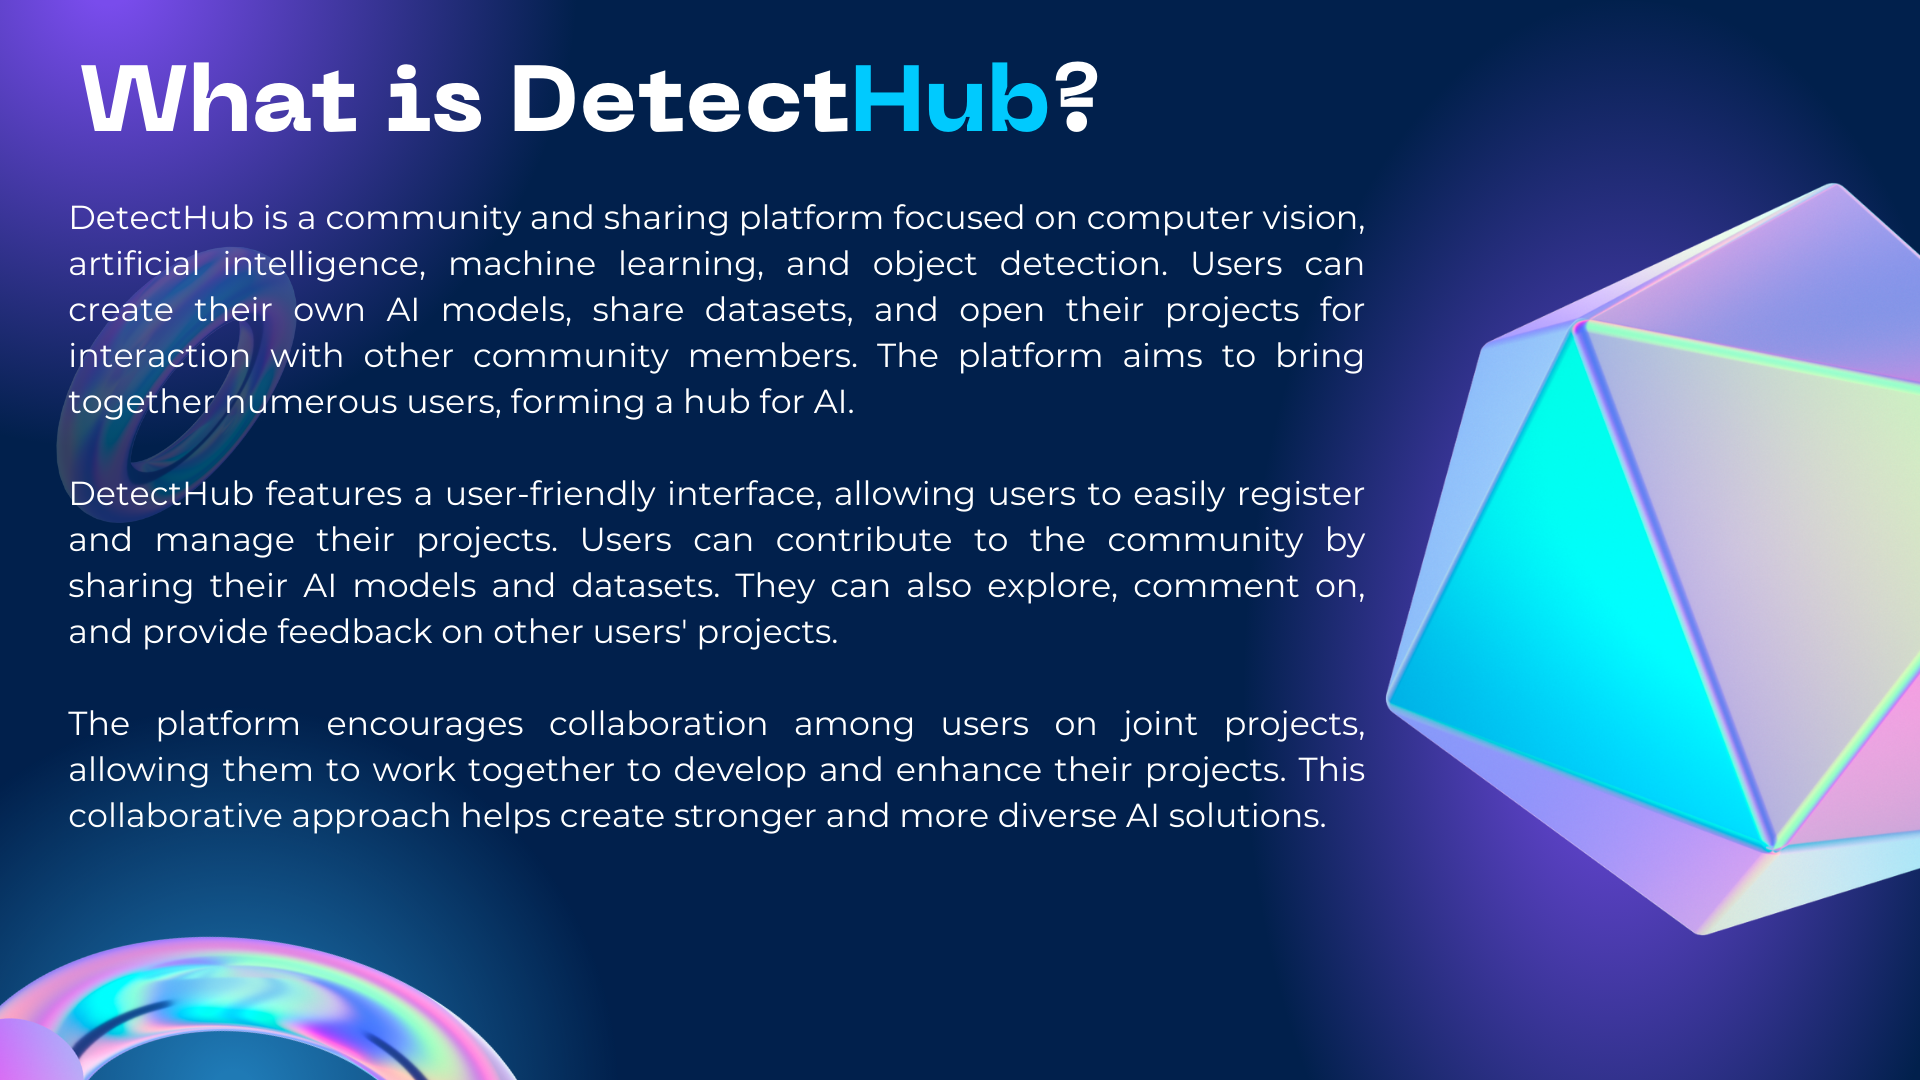 What is DetectHub?
DetectHub is a community and sharing platform focused on computer vision,
artificial intelligence, machine learning, and object detection. Users can
create their own AI models, share datasets, and open their projects for
interaction with other community members. The platform aims to bring
together numerous users, forming a hub for AI.
DetectHub features a user-friendly interface, allowing users to easily register
and manage their projects. Users can contribute to the community by
sharing their AI models and datasets. They can also explore, comment on,
and provide feedback on other users' projects.
The platform encourages collaboration among users on joint projects,
allowing them to work together to develop and enhance their projects. This
collaborative approach helps create stronger and more diverse AI solutions.